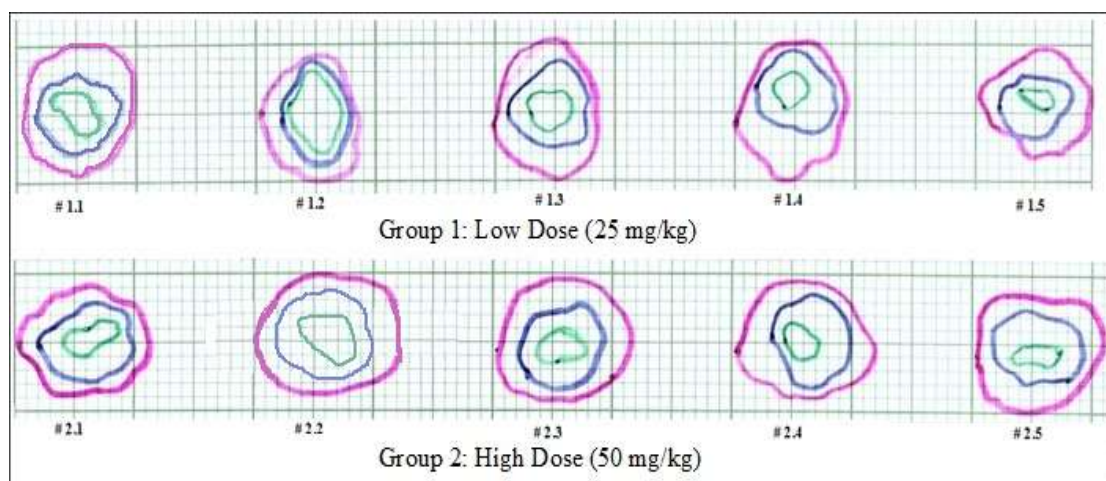 # 1.1 # 1.2 # 1.3 # 1.4 # 1.5
Group 1: Low Dose (25 mg/kg)
#2.1 #2.2 #2.3 #2.4 #2.5
Group 2: High Dose (50 mg/kg)